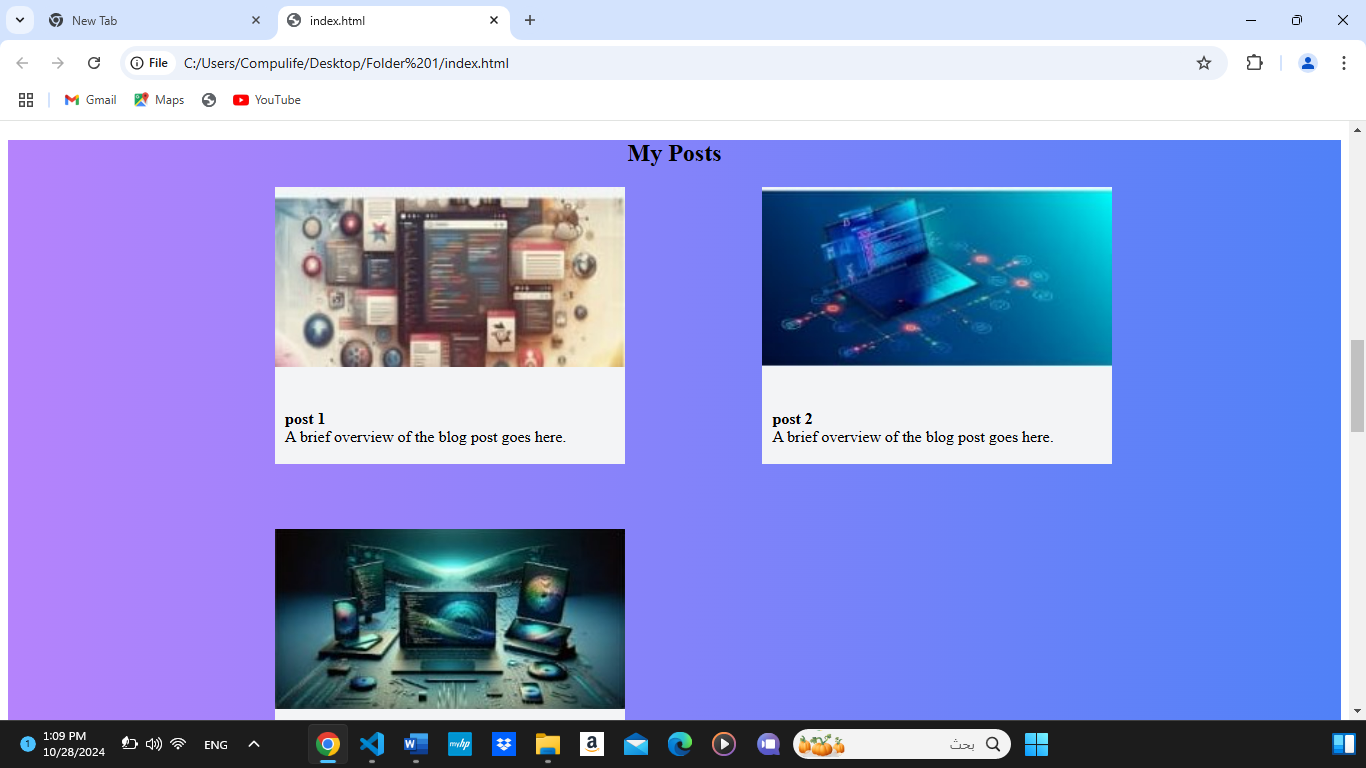 New Tab
index.html
File
C:/Users/Compulife/Desktop/Folder%201/index.html
Gmail
Maps
YouTube
My Posts
post 1
A brief overview of the blog post goes here.
post 2
A brief overview of the blog post goes here.
1
1:09 PM
10/28/2024
ENG
W
myhp
a
بحث